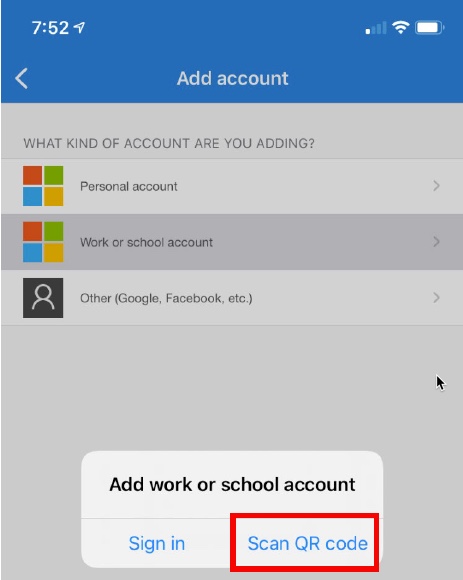 7:52
Add account
WHAT KIND OF ACCOUNT ARE YOU ADDING?
Personal account
Work or school account
Other (Google, Facebook, etc.)
Add work or school account
Sign in Scan QR code